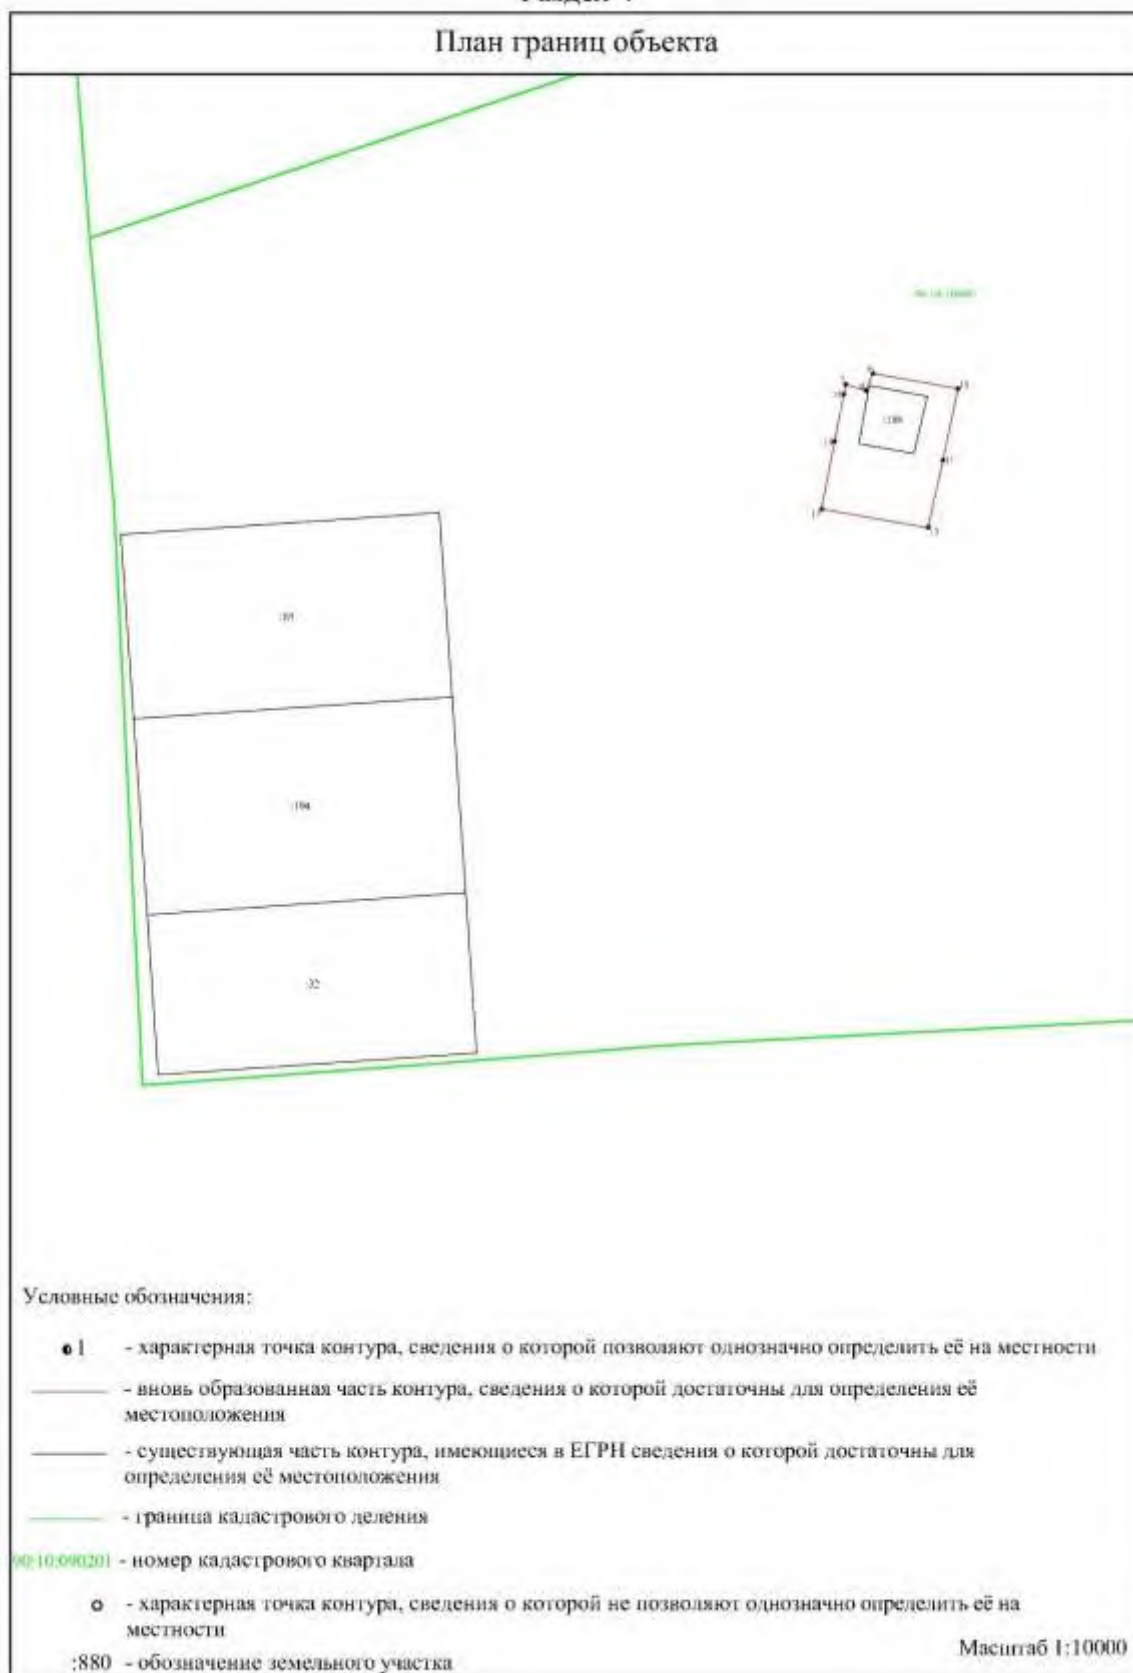 План границ объекта
Условные обозначения:
1 - характерная точка контура, сведения о которой позволяют однозначно определить её на местности
- вновь образованная часть контура, сведения о которой достаточны для определения её
местоположения
- существующая часть контура, имеющиеся в ЕГРН сведения о которой достаточны для
определения её местоположения
- граница кадастрового деления
- номер кадастрового квартала
- характерная точка контура, сведения о которой не позволяют однозначно определить её на
местности
:880 - обозначение земельного участка
Масштаб 1:10000